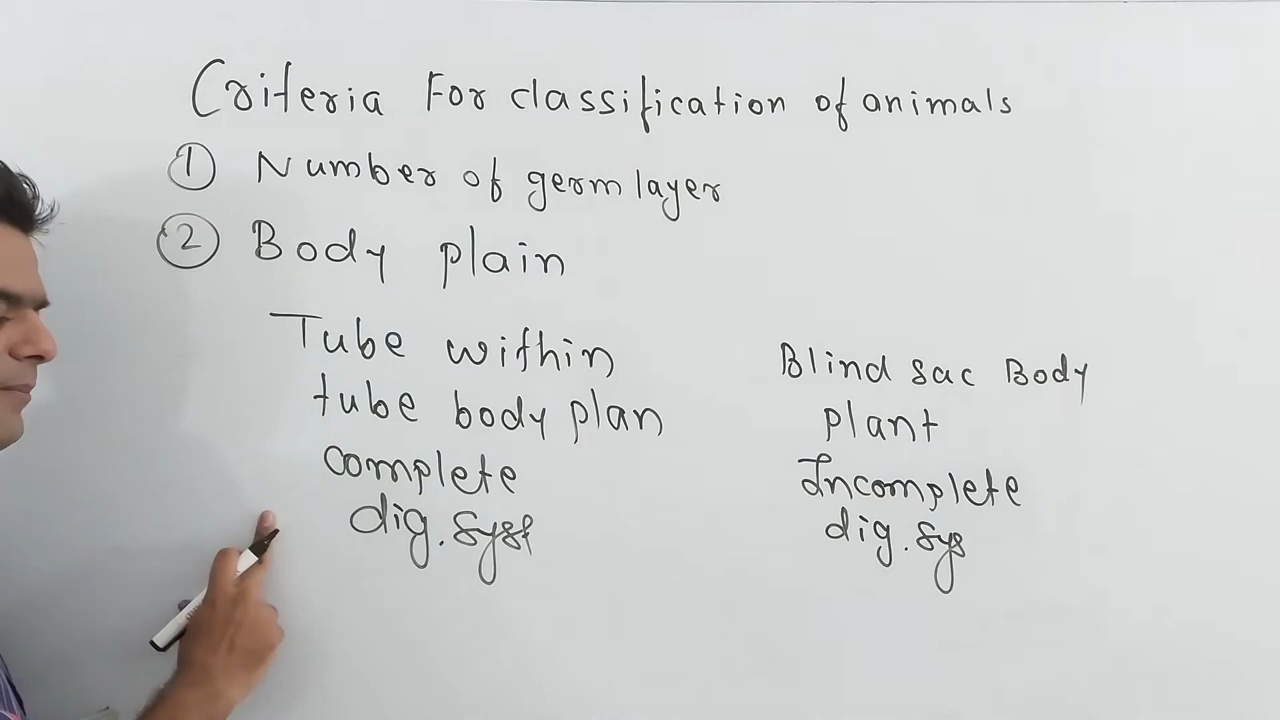 Criteria For classification of animals
① Number of germ layer
② Body plain
Tube within
tube body plan
complete
dig. syst
Blind sac Body
plant
Incomplete
dig. sys